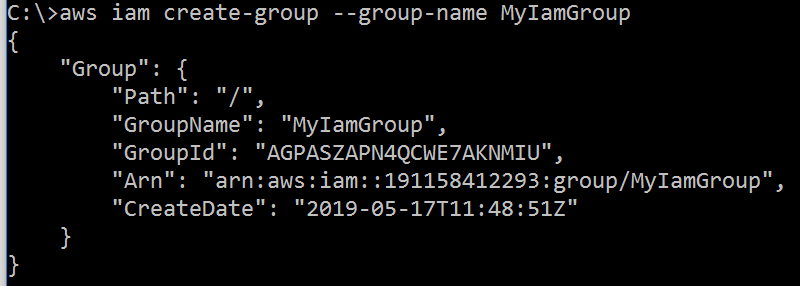 C:\>aws iam create-group --group-name MyIamGroup
{
    "Group": {
        "Path": "/",
        "GroupName": "MyIamGroup",
        "GroupId": "AGPASZAPN4QCWE7AKNMIU",
        "Arn": "arn:aws:iam::191158412293:group/MyIamGroup",
        "CreateDate": "2019-05-17T11:48:51Z"
    }
}